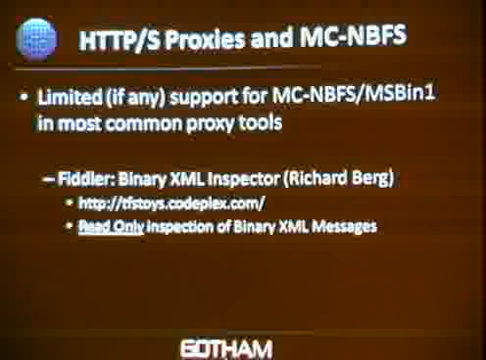 HTTP/S Proxies and MC-NBFS
• Limited (if any) support for MC-NBFS/MSBin1
in most common proxy tools
– Fiddler: Binary XML Inspector (Richard Berg)
• http://tfstoys.codeplex.com/
• Read Only inspection of Binary XML Messages
GOTHAM